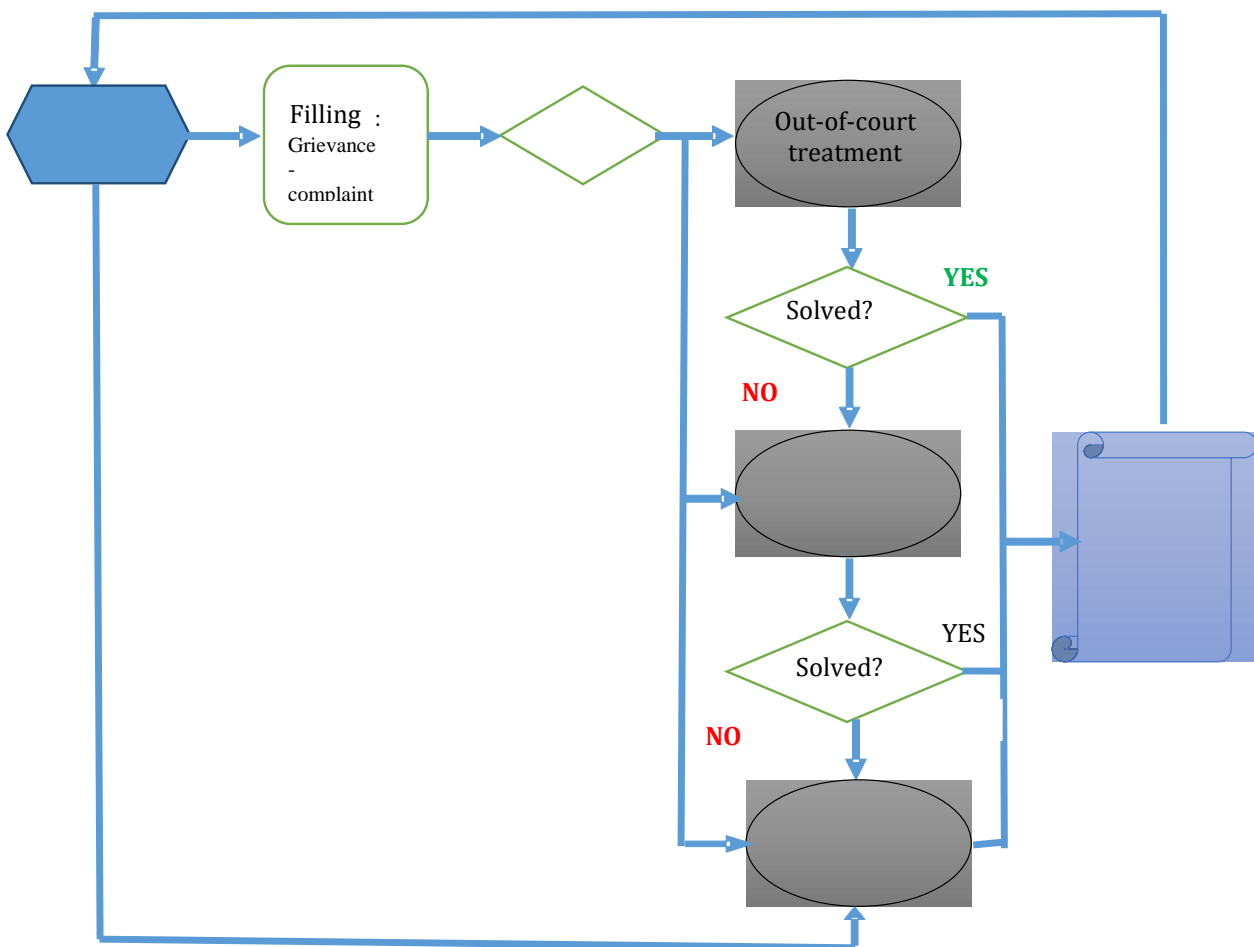 Filling :
Grievance
-
complaint
Out-of-court
treatment
YES
Solved?
NO
YES
Solved?
NO